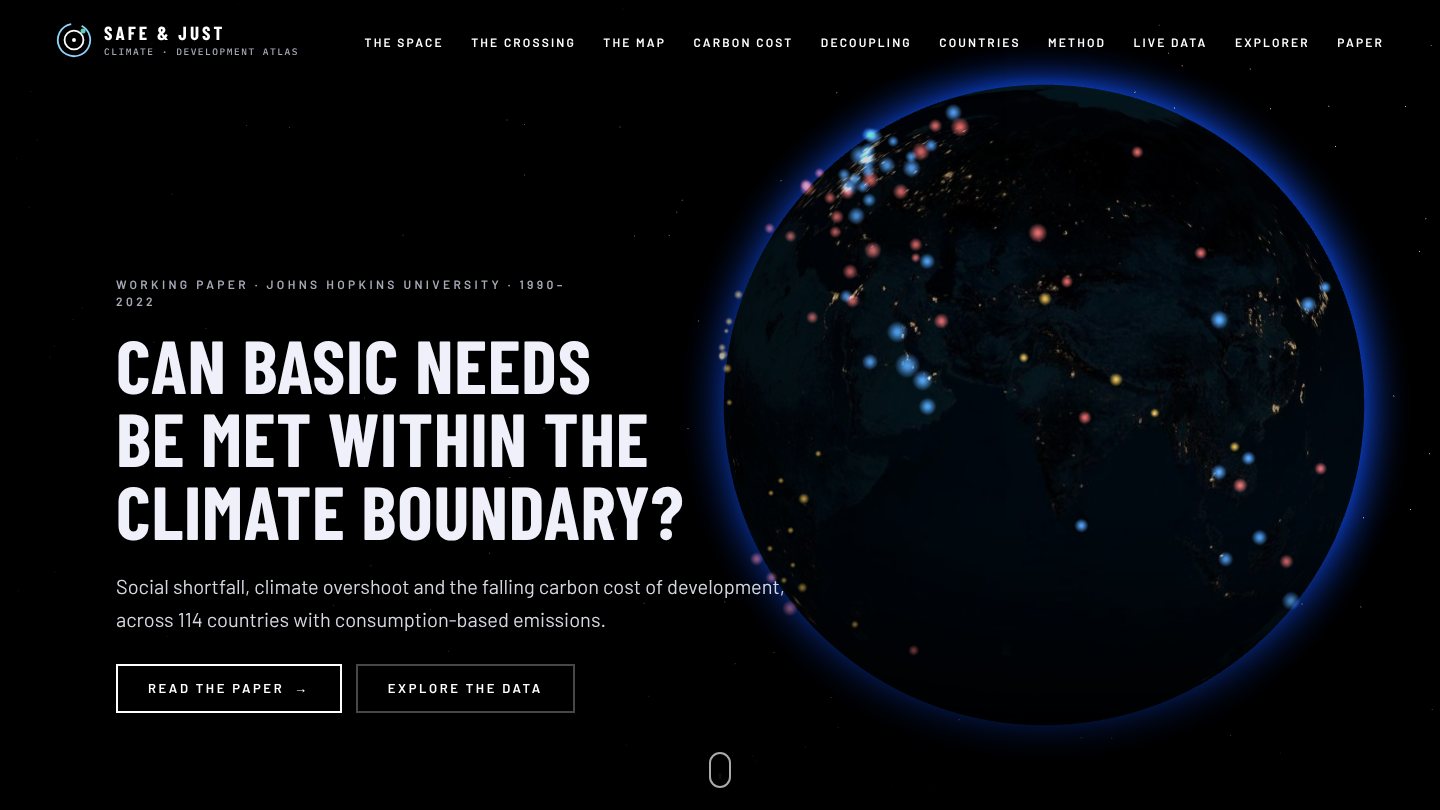 SAFE & JUST
CLIMATE · DEVELOPMENT ATLAS
THE SPACE THE CROSSING THE MAP CARBON COST DECOUPLING COUNTRIES METHOD LIVE DATA EXPLORER PAPER
WORKING PAPER · JOHNS HOPKINS UNIVERSITY · 1990–
2022
CAN BASIC NEEDS
BE MET WITHIN THE
CLIMATE BOUNDARY?
Social shortfall, climate overshoot and the falling carbon cost of development,
across 114 countries with consumption-based emissions.
READ THE PAPER →
EXPLORE THE DATA